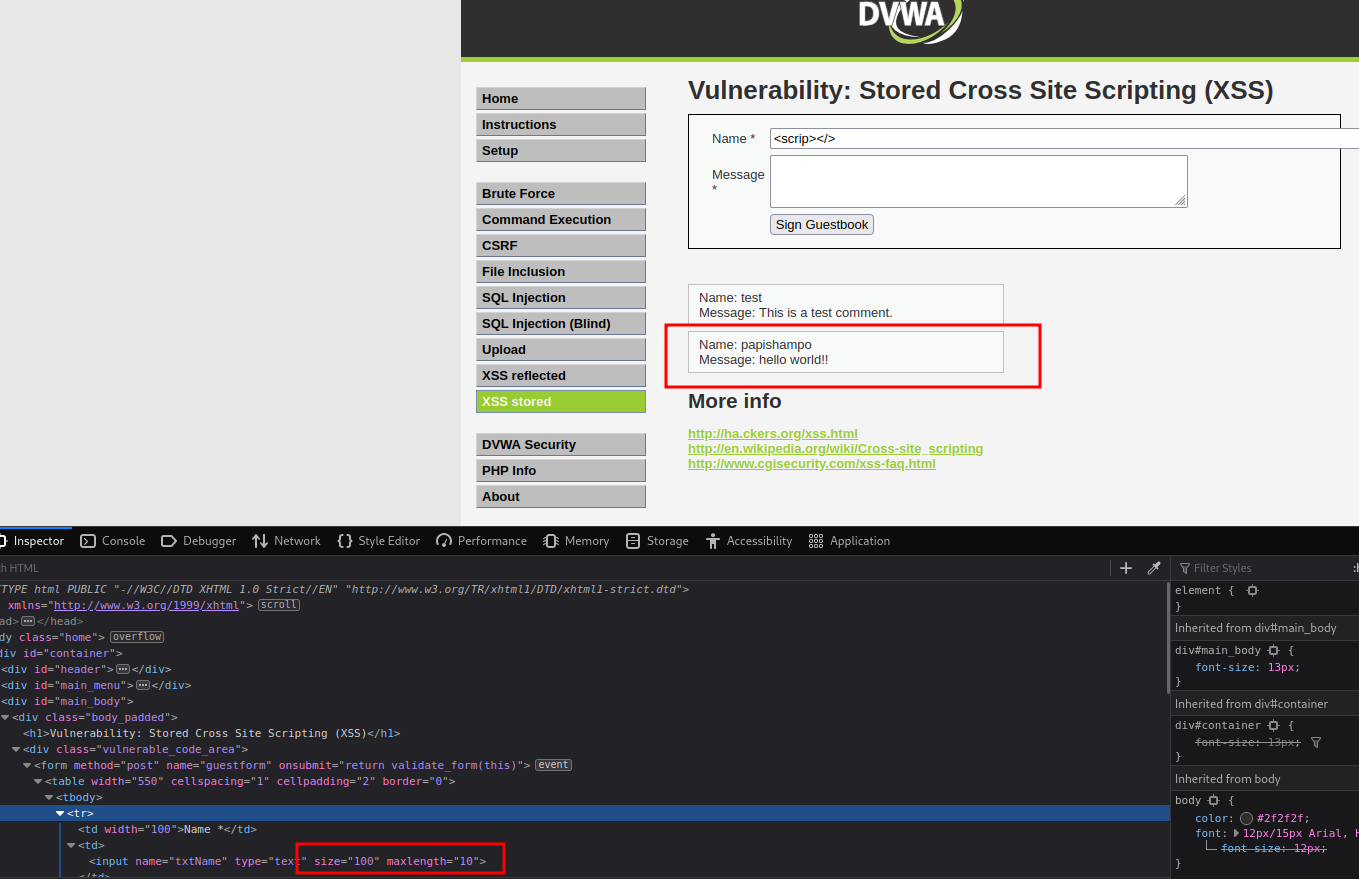 DVWA
Home
Instructions
Setup
Brute Force
Command Execution
CSRF
File Inclusion
SQL Injection
SQL Injection (Blind)
Upload
XSS reflected
XSS stored
DVWA Security
PHP Info
About
Vulnerability: Stored Cross Site Scripting (XSS)
Name * <scrip></>
Message
*
Sign Guestbook
Name: test
Message: This is a test comment.
Name: papishampo
Message: hello world!!
More info
http://ha.ckers.org/xss.html
http://en.wikipedia.org/wiki/Cross-site_scripting
http://www.cgisecurity.com/xss-faq.html
Inspector Console Debugger Network Style Editor Performance Memory Storage Accessibility Application
HTML
TYPE html PUBLIC "-//W3C//DTD XHTML 1.0 Strict//EN" "http://www.w3.org/TR/xhtml1/DTD/xhtml1-strict.dtd">
xmlns="http://www.w3.org/1999/xhtml"> scroll
ad></head>
dy class="home"> overflow
div id="container">
<div id="header"></div>
<div id="main_menu"></div>
<div id="main_body">
<div class="body_padded">
<h1>Vulnerability: Stored Cross Site Scripting (XSS)</h1>
<div class="vulnerable_code_area">
<form method="post" name="guestform" onsubmit="return validate_form(this)"> event
<table width="550" cellspacing="1" cellpadding="2" border="0">
<tbody>
<tr>
<td width="100">Name *</td>
<td>
<input name="txtName" type="text" size="100" maxlength="10">
</td>
Filter Styles
element {
}
Inherited from div#main_body
div#main_body {
font-size: 13px;
}
Inherited from div#container
div#container {
font-size: 13px;
}
Inherited from body
body {
color: #2f2f2f;
font: 12px/15px Arial, H
font-size: 12px;
}